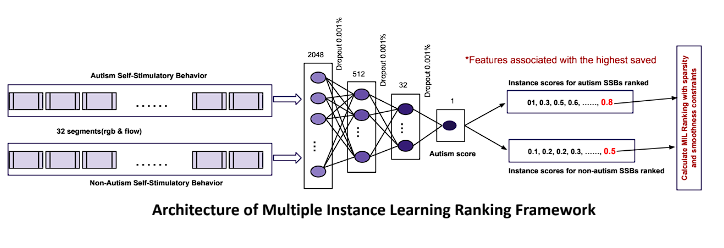 Autism Self-Stimulatory Behavior
......
32 segments(rgb & flow)
......
Non-Autism Self-Stimulatory Behavior
2048
Dropout 0.001%
512
Dropout 0.001%
32
Dropout 0.001%
1
Autism score
*Features associated with the highest saved
Instance scores for autism SSBs ranked
01, 0.3, 0.5, 0.6, ......, 0.8
0.1, 0.2, 0.2, 0.3, ......, 0.5
Instance scores for non-autism SSBs ranked
Calculate MIL Ranking with sparsity
and smoothness constraints
Architecture of Multiple Instance Learning Ranking Framework